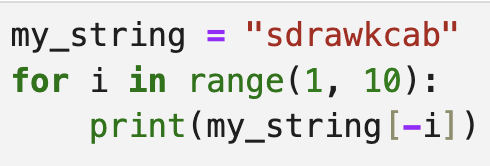 my_string = "sdrawkcab"
for i in range(1, 10):
    print(my_string[-i])